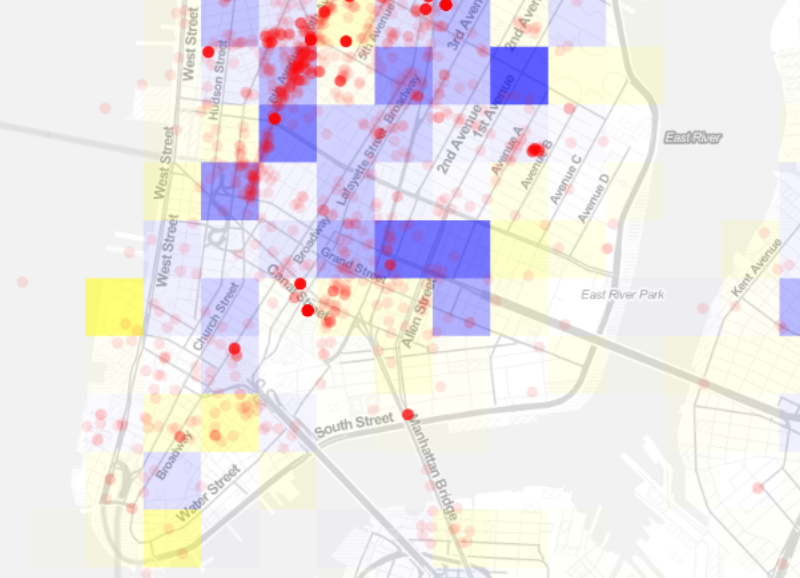 West Street
Hudson Street
6th Avenue
5th Avenue
3rd Aven
2nd Aven
Broadway
1st Avenue
2nd Avenue
East River
West Street
Lafayette Street
Avenue A
Avenue B
Avenue C
Avenue D
West Street
Broadway
Grand Street
Canal Street
Kent Avenue
East River Park
Church Street
Allen Street
South Street
Manhattan Bridge
Broadway
Water Street